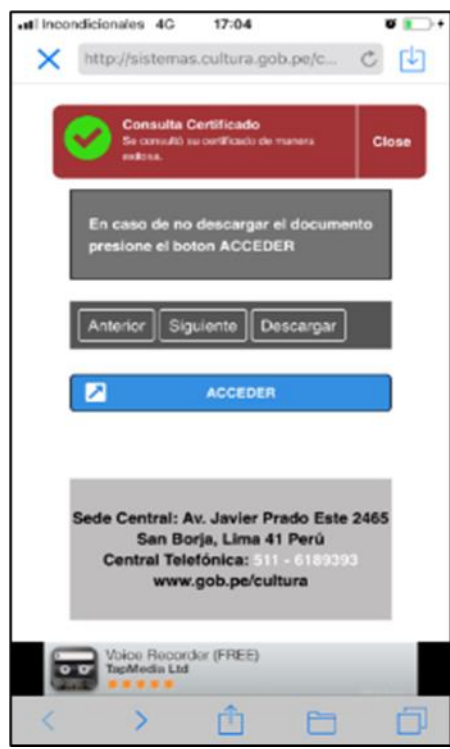 Incondicionales 4G 17:04
http://sistemas.cultura.gob.pe/c...
Consulta Certificado
Se consultó su certificado de manera
exitosa.
Close
En caso de no descargar el documento
presione el boton ACCEDER
Anterior Siguiente Descargar
ACCEDER
Sede Central: Av. Javier Prado Este 2465
San Borja, Lima 41 Perú
Central Telefónica: 511 - 6189393
www.gob.pe/cultura
Voice Recorder (FREE)
TapMedia Ltd